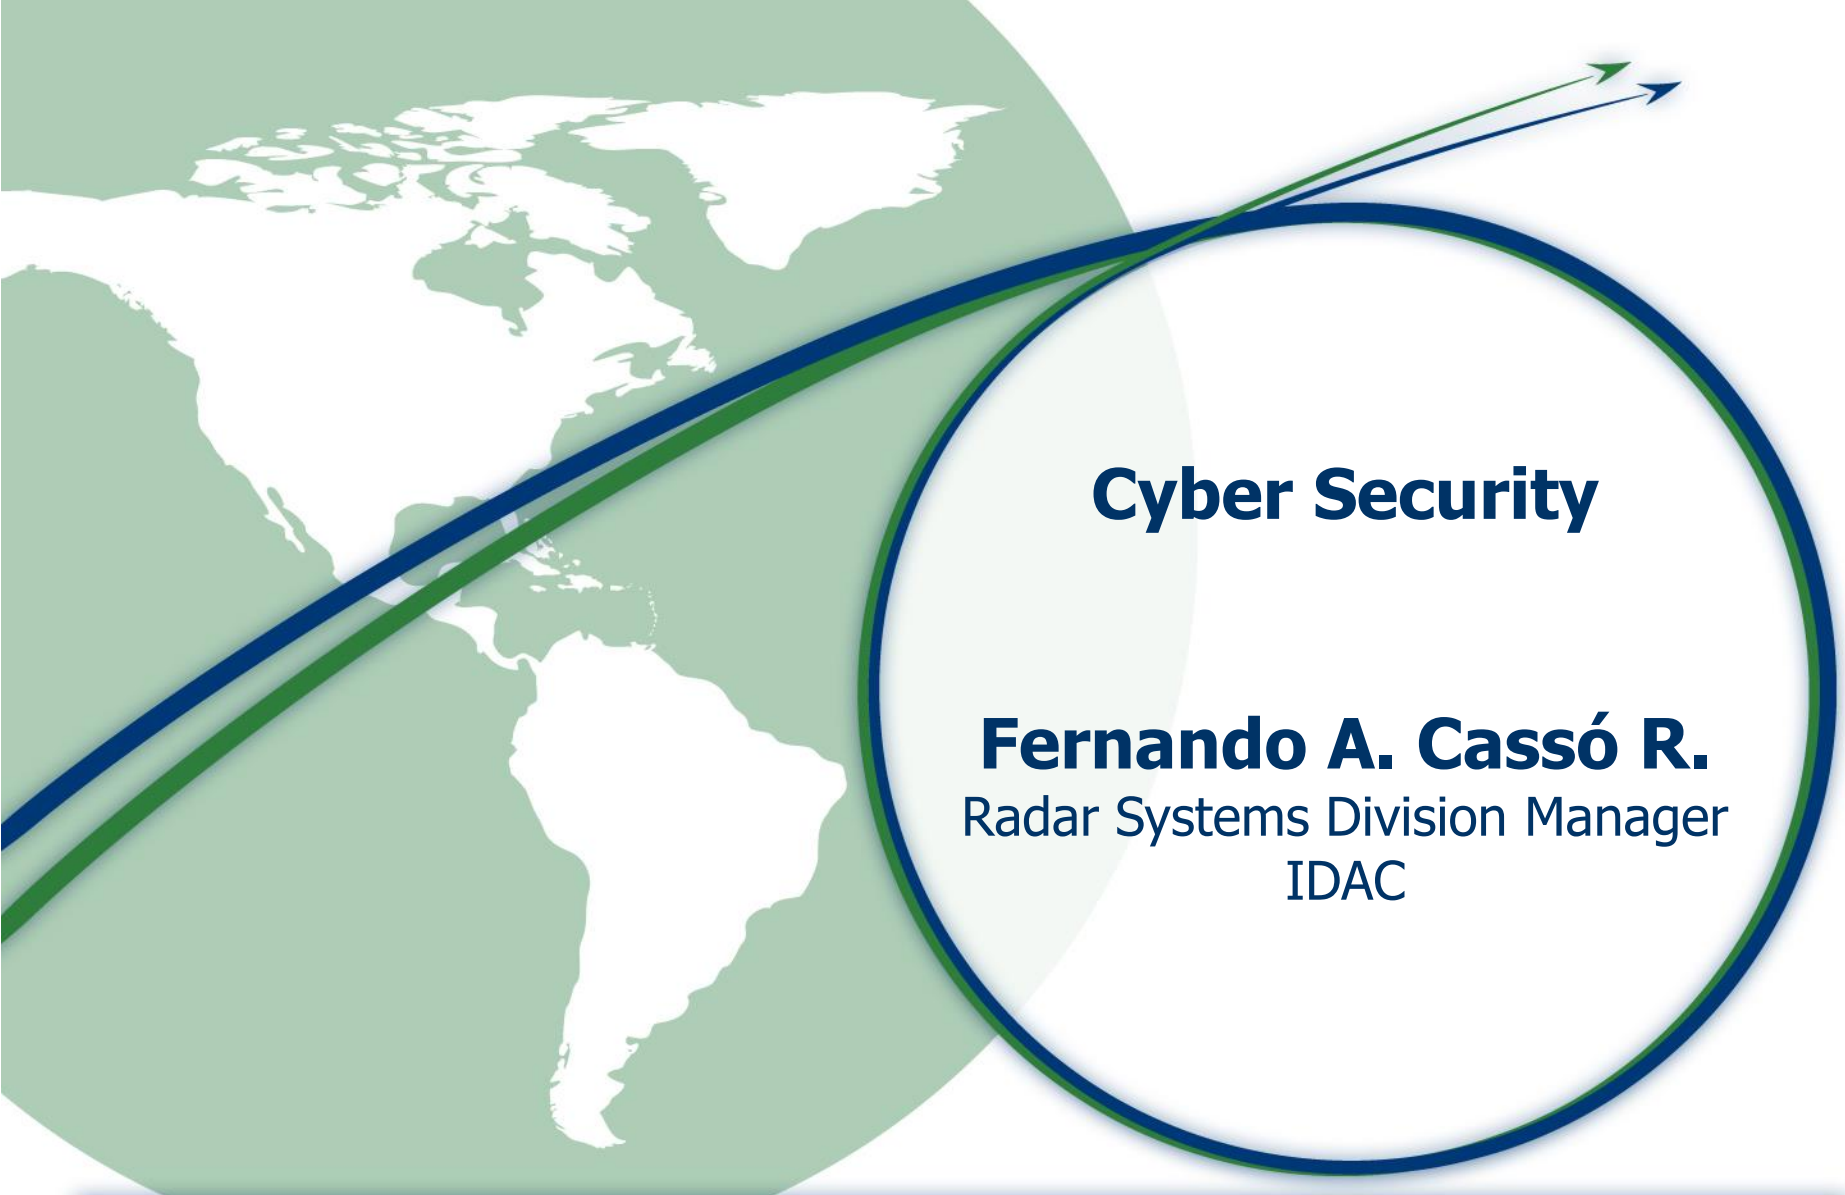 Cyber Security
Fernando A. Cassó R.
Radar Systems Division Manager
IDAC